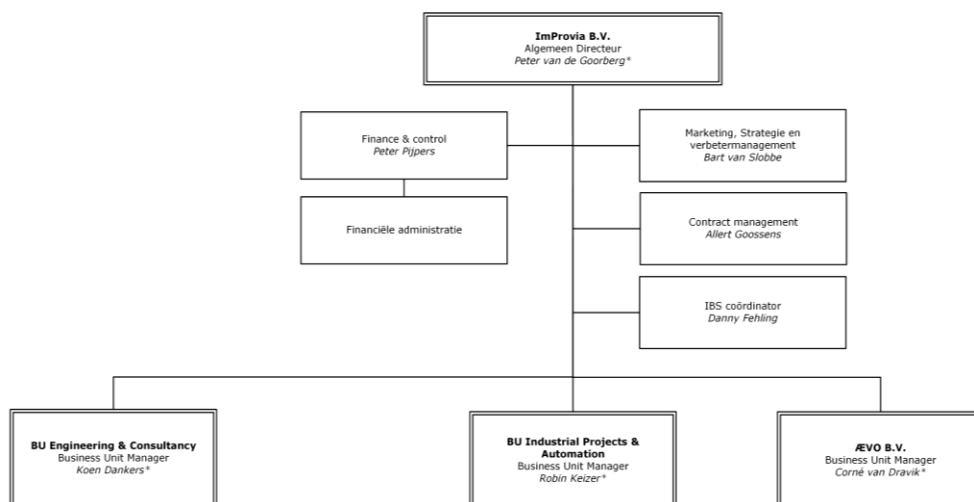 ImProvia B.V.
Algemeen Directeur
Peter van de Goorberg*
Finance & control
Peter Pijpers
Marketing, Strategie en
verbetermanagement
Bart van Slobbe
Financiële administratie
Contract management
Allert Goossens
IBS coördinator
Danny Fehling
BU Engineering & Consultancy
Business Unit Manager
Koen Dankers*
BU Industrial Projects &
Automation
Business Unit Manager
Robin Keizer*
ÆVO B.V.
Business Unit Manager
Corné van Dravik*